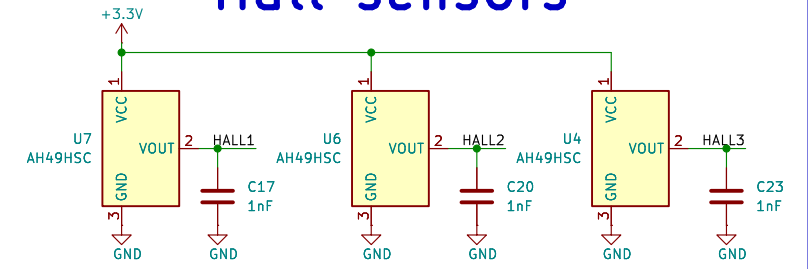 Hall sensors
+3.3V
1
VCC
U7
AH49HSC
VOUT
2
HALL1
GND
3
C17
1nF
GND
GND
1
VCC
U6
AH49HSC
VOUT
2
HALL2
GND
3
C20
1nF
GND
GND
1
VCC
U4
AH49HSC
VOUT
2
HALL3
GND
3
C23
1nF
GND
GND